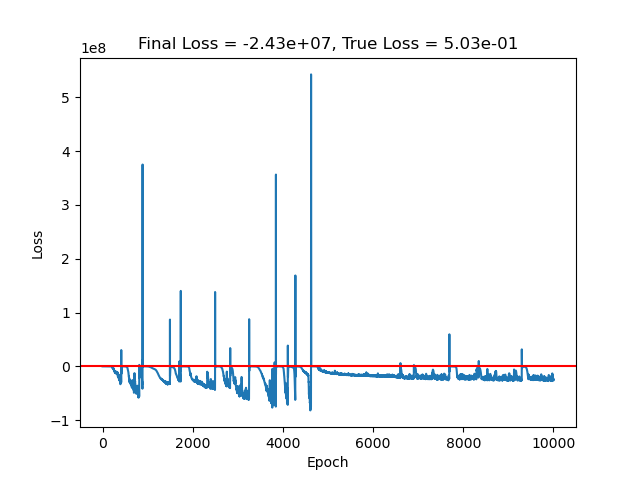 Final Loss = -2.43e+07, True Loss = 5.03e-01
1e8
5
4
3
2
1
0
−1
Loss
0 2000 4000 6000 8000 10000
Epoch